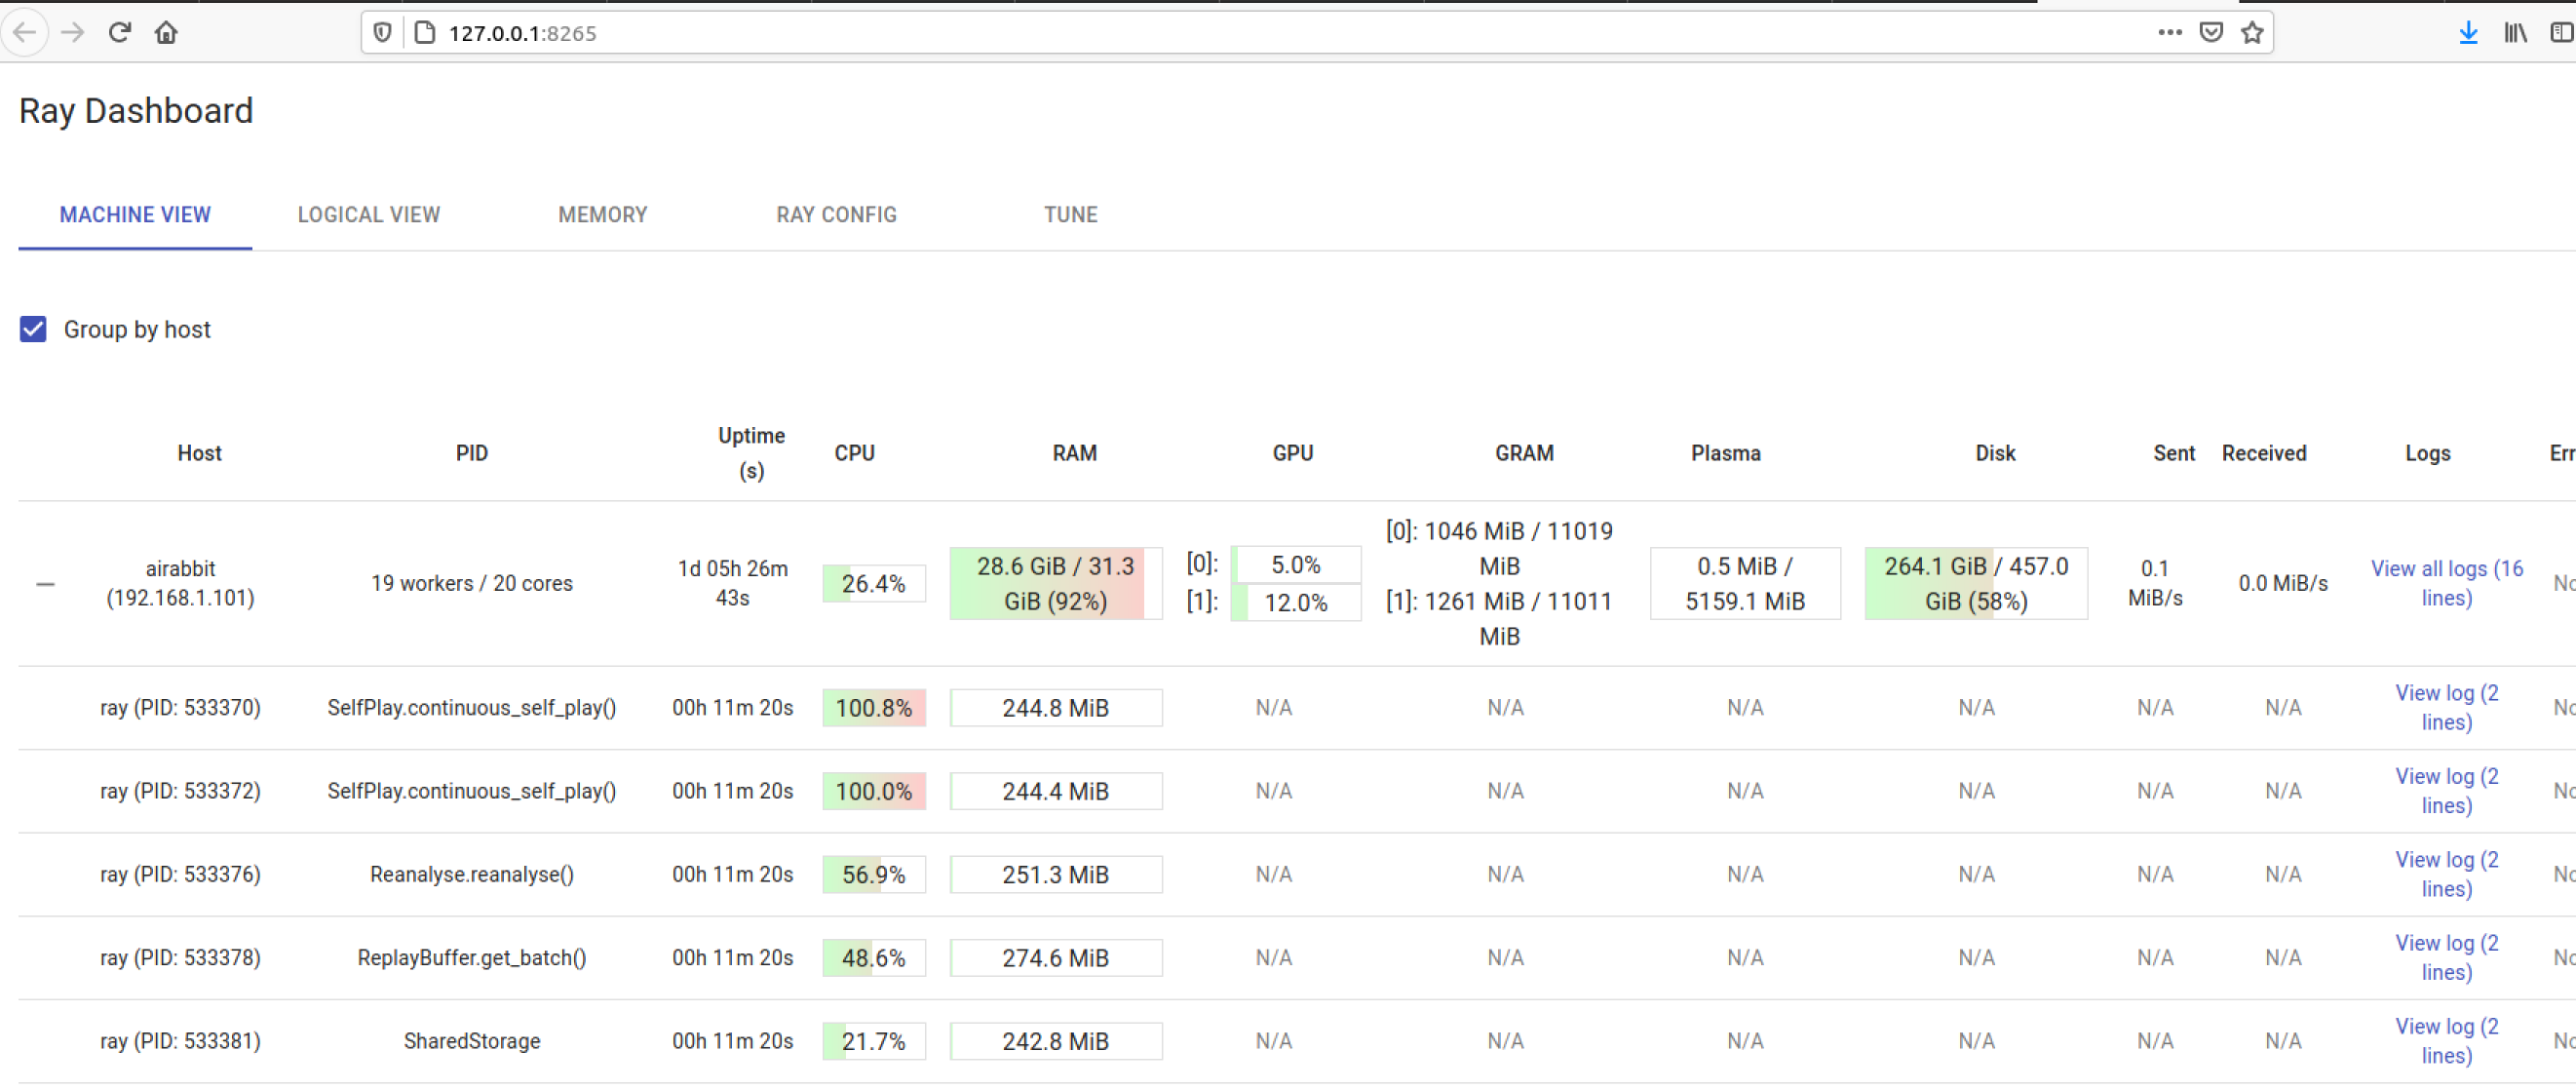 127.0.0.1:8265
Ray Dashboard
MACHINE VIEW LOGICAL VIEW MEMORY RAY CONFIG TUNE
Group by host
Host PID Uptime (s) CPU RAM GPU GRAM Plasma Disk Sent Received Logs Err
airabbit (192.168.1.101) 19 workers / 20 cores 1d 05h 26m 43s 26.4% 28.6 GiB / 31.3 GiB (92%) [0]: 5.0% [1]: 12.0% [0]: 1046 MiB / 11019 MiB [1]: 1261 MiB / 11011 MiB 0.5 MiB / 5159.1 MiB 264.1 GiB / 457.0 GiB (58%) 0.1 MiB/s 0.0 MiB/s View all logs (16 lines) No
ray (PID: 533370) SelfPlay.continuous_self_play() 00h 11m 20s 100.8% 244.8 MiB N/A N/A N/A N/A N/A N/A View log (2 lines) No
ray (PID: 533372) SelfPlay.continuous_self_play() 00h 11m 20s 100.0% 244.4 MiB N/A N/A N/A N/A N/A N/A View log (2 lines) No
ray (PID: 533376) Reanalyse.reanalyse() 00h 11m 20s 56.9% 251.3 MiB N/A N/A N/A N/A N/A N/A View log (2 lines) No
ray (PID: 533378) ReplayBuffer.get_batch() 00h 11m 20s 48.6% 274.6 MiB N/A N/A N/A N/A N/A N/A View log (2 lines) No
ray (PID: 533381) SharedStorage 00h 11m 20s 21.7% 242.8 MiB N/A N/A N/A N/A N/A N/A View log (2 lines) No